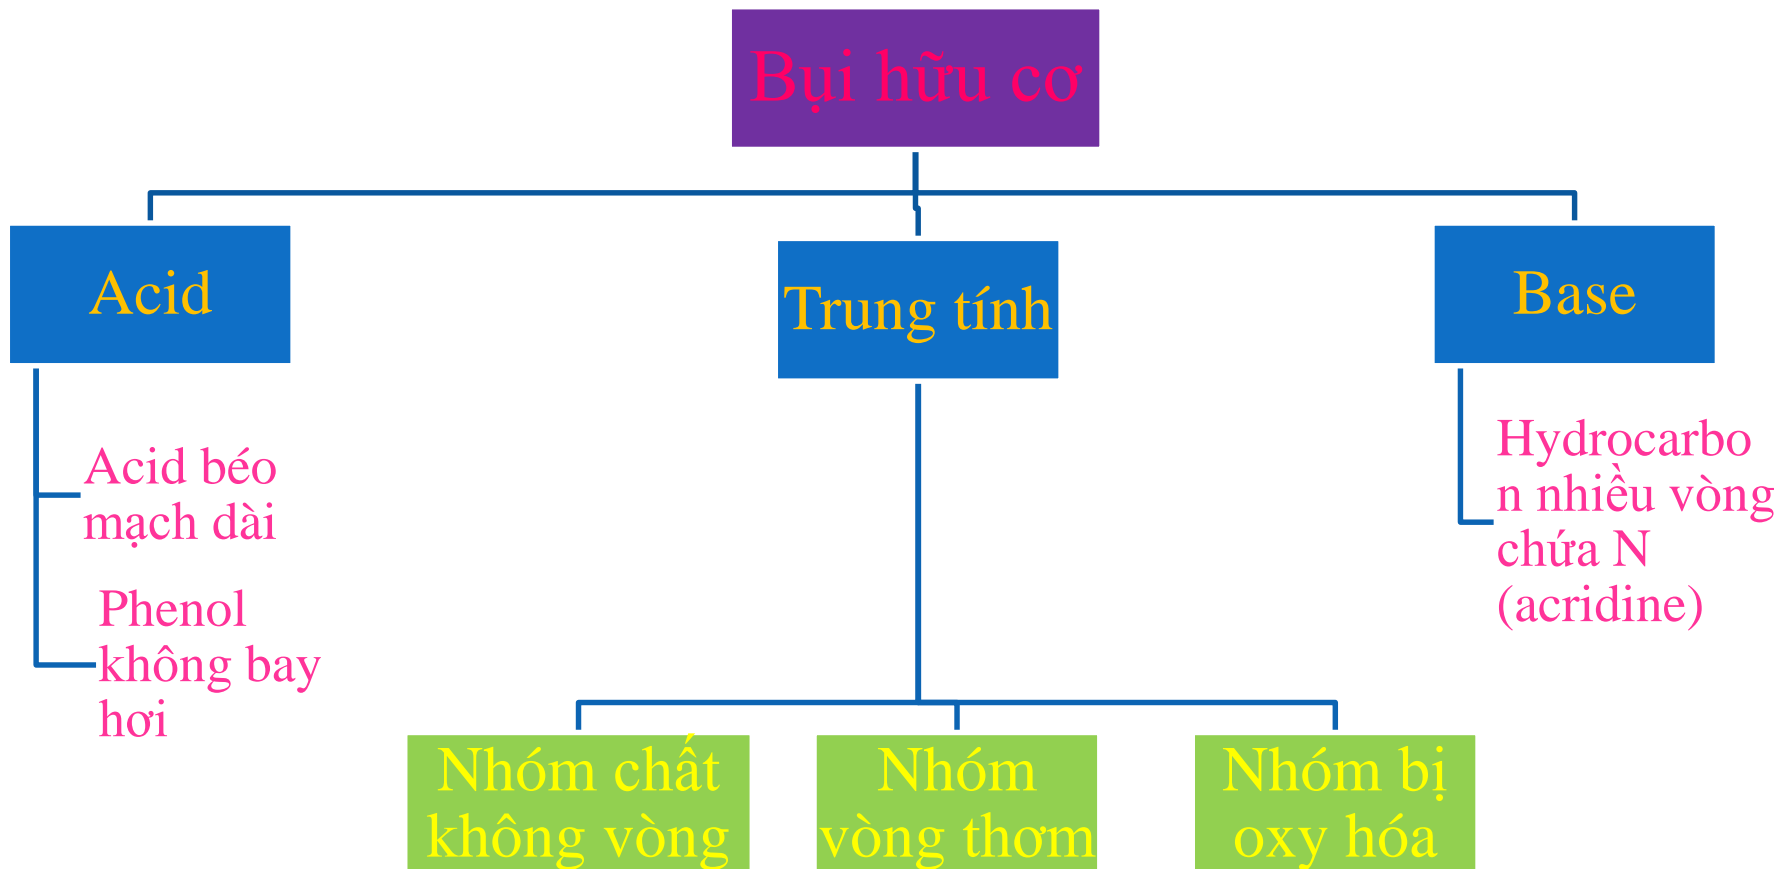 Bụi hữu cơ
Acid
Trung tính
Base
Acid béo
mạch dài
Phenol
không bay
hơi
Hydrocarbo
n nhiều vòng
chứa N
(acridine)
Nhóm chất
không vòng
Nhóm
vòng thơm
Nhóm bị
oxy hóa